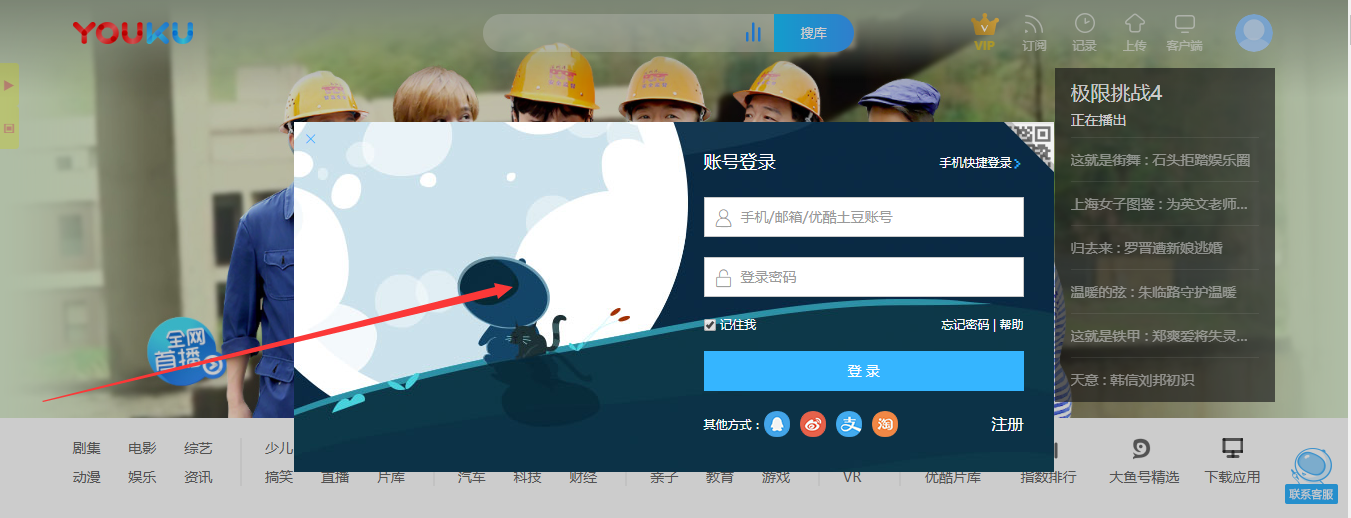 YOUKU
搜库
VIP
订阅
记录
上传
客户端
极限挑战4
正在播出
这就是街舞 : 石头拒踏娱乐圈
上海女子图鉴 : 为英文老师...
归去来 : 罗晋遭新娘逃婚
温暖的弦 : 朱临路守护温暖
这就是铁甲 : 郑爽爱将失灵...
天意 : 韩信刘邦初识
全网
首播
账号登录
手机快捷登录
手机/邮箱/优酷土豆账号
登录密码
记住我
忘记密码 | 帮助
登 录
其他方式 :
支
淘
注册
剧集 电影 综艺 少儿
动漫 娱乐 资讯 搞笑 直播 片库 汽车 科技 财经 亲子 教育 游戏 VR 优酷片库 指数排行 大鱼号精选 下载应用
联系客服